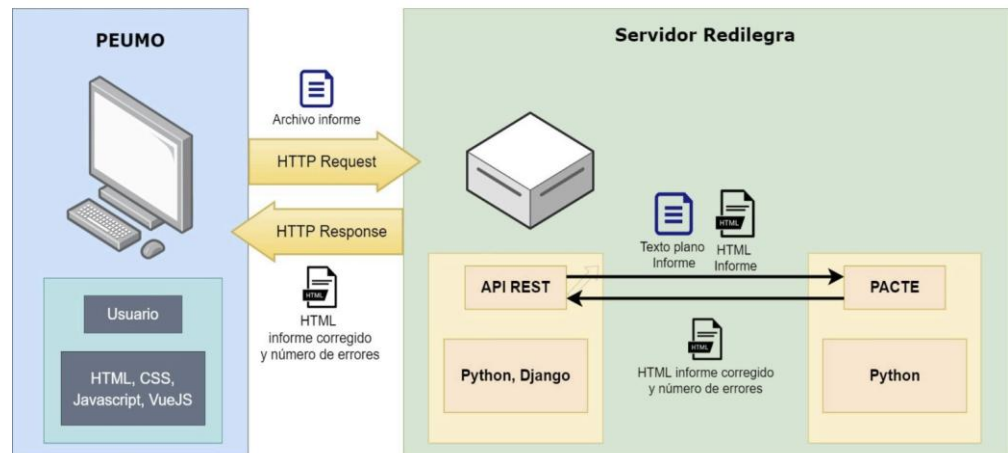 PEUMO
Archivo informe
HTTP Request
HTTP Response
HTML
HTML
informe corregido
y número de errores
Usuario
HTML, CSS,
Javascript, VueJS
Servidor Redilegra
Texto plano
Informe
HTML
HTML
Informe
API REST
PACTE
Python, Django
HTML
HTML informe corregido
y número de errores
Python